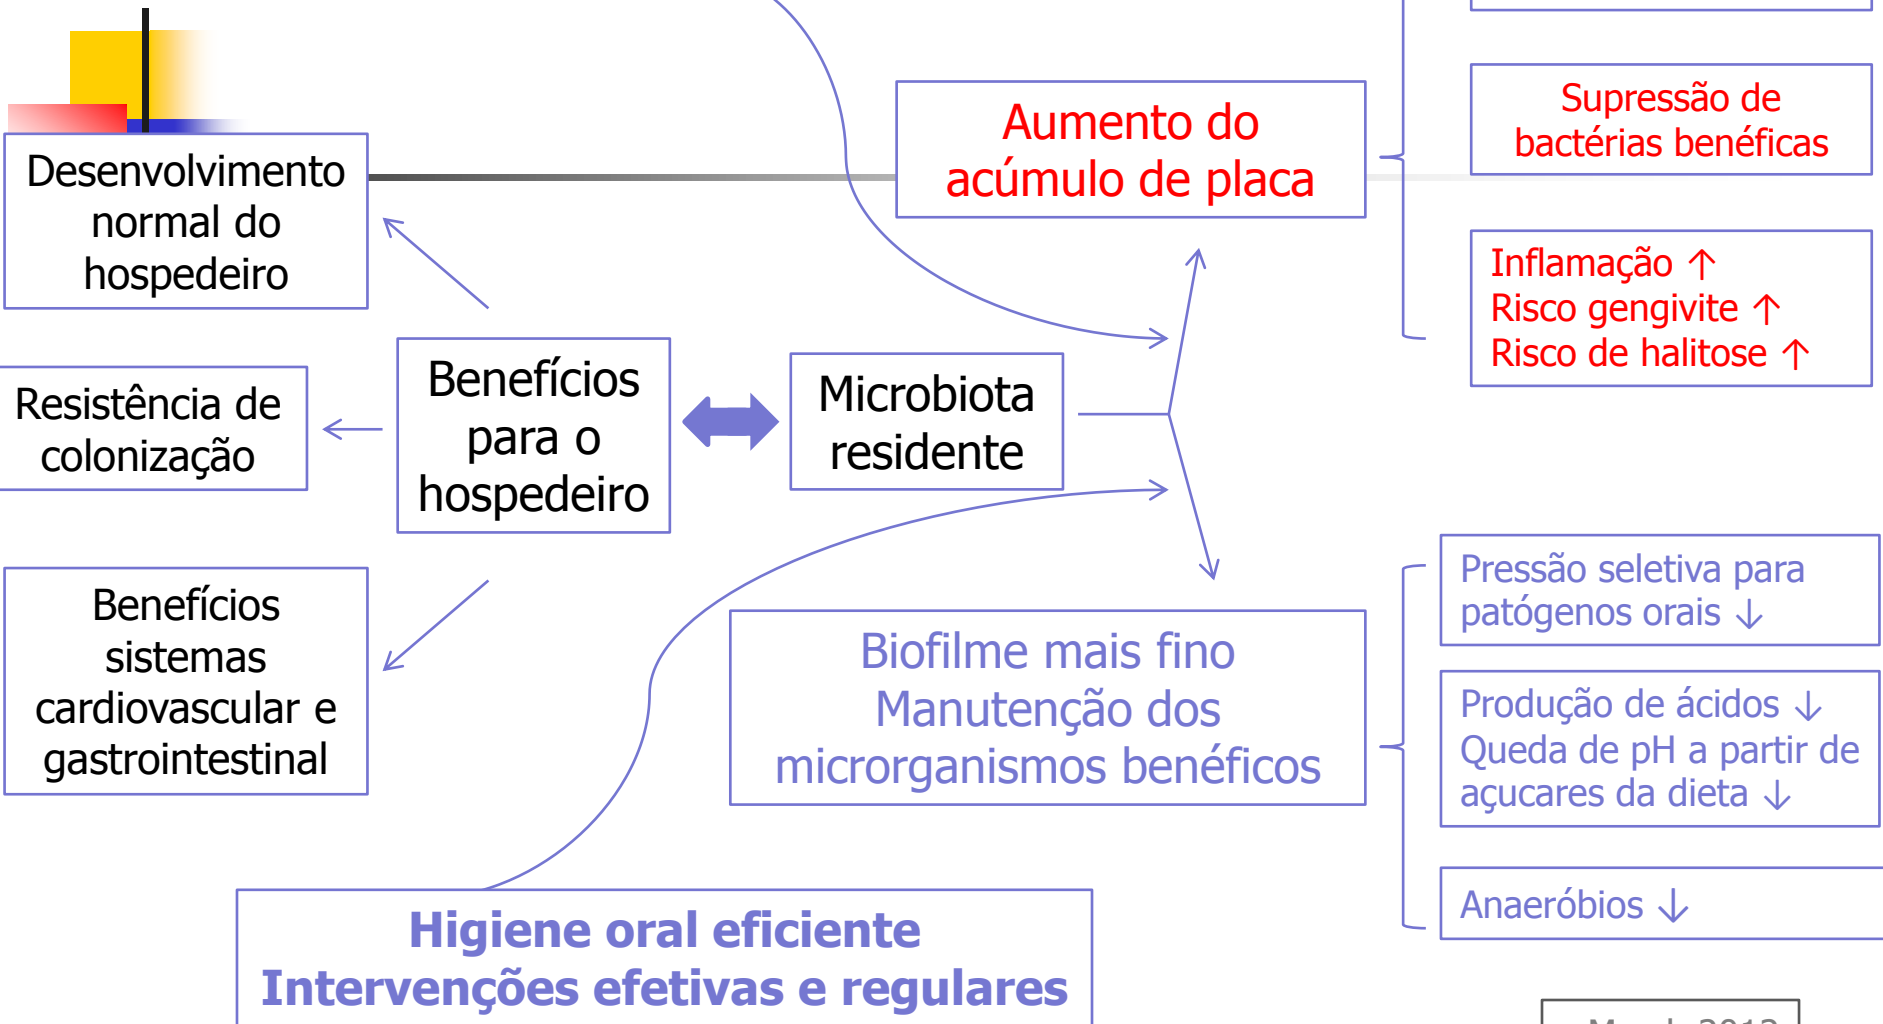 Supressão de
bactérias benéficas
Aumento do
acúmulo de placa
Desenvolvimento
normal do
hospedeiro
Inflamação ↑
Risco gengivite ↑
Risco de halitose ↑
Benefícios
para o
hospedeiro
Microbiota
residente
Resistência de
colonização
Pressão seletiva para
patógenos orais ↓
Benefícios
sistemas
cardiovascular e
gastrointestinal
Biofilme mais fino
Manutenção dos
microrganismos benéficos
Produção de ácidos ↓
Queda de pH a partir de
açucares da dieta ↓
Anaeróbios ↓
Higiene oral eficiente
Intervenções efetivas e regulares
2012